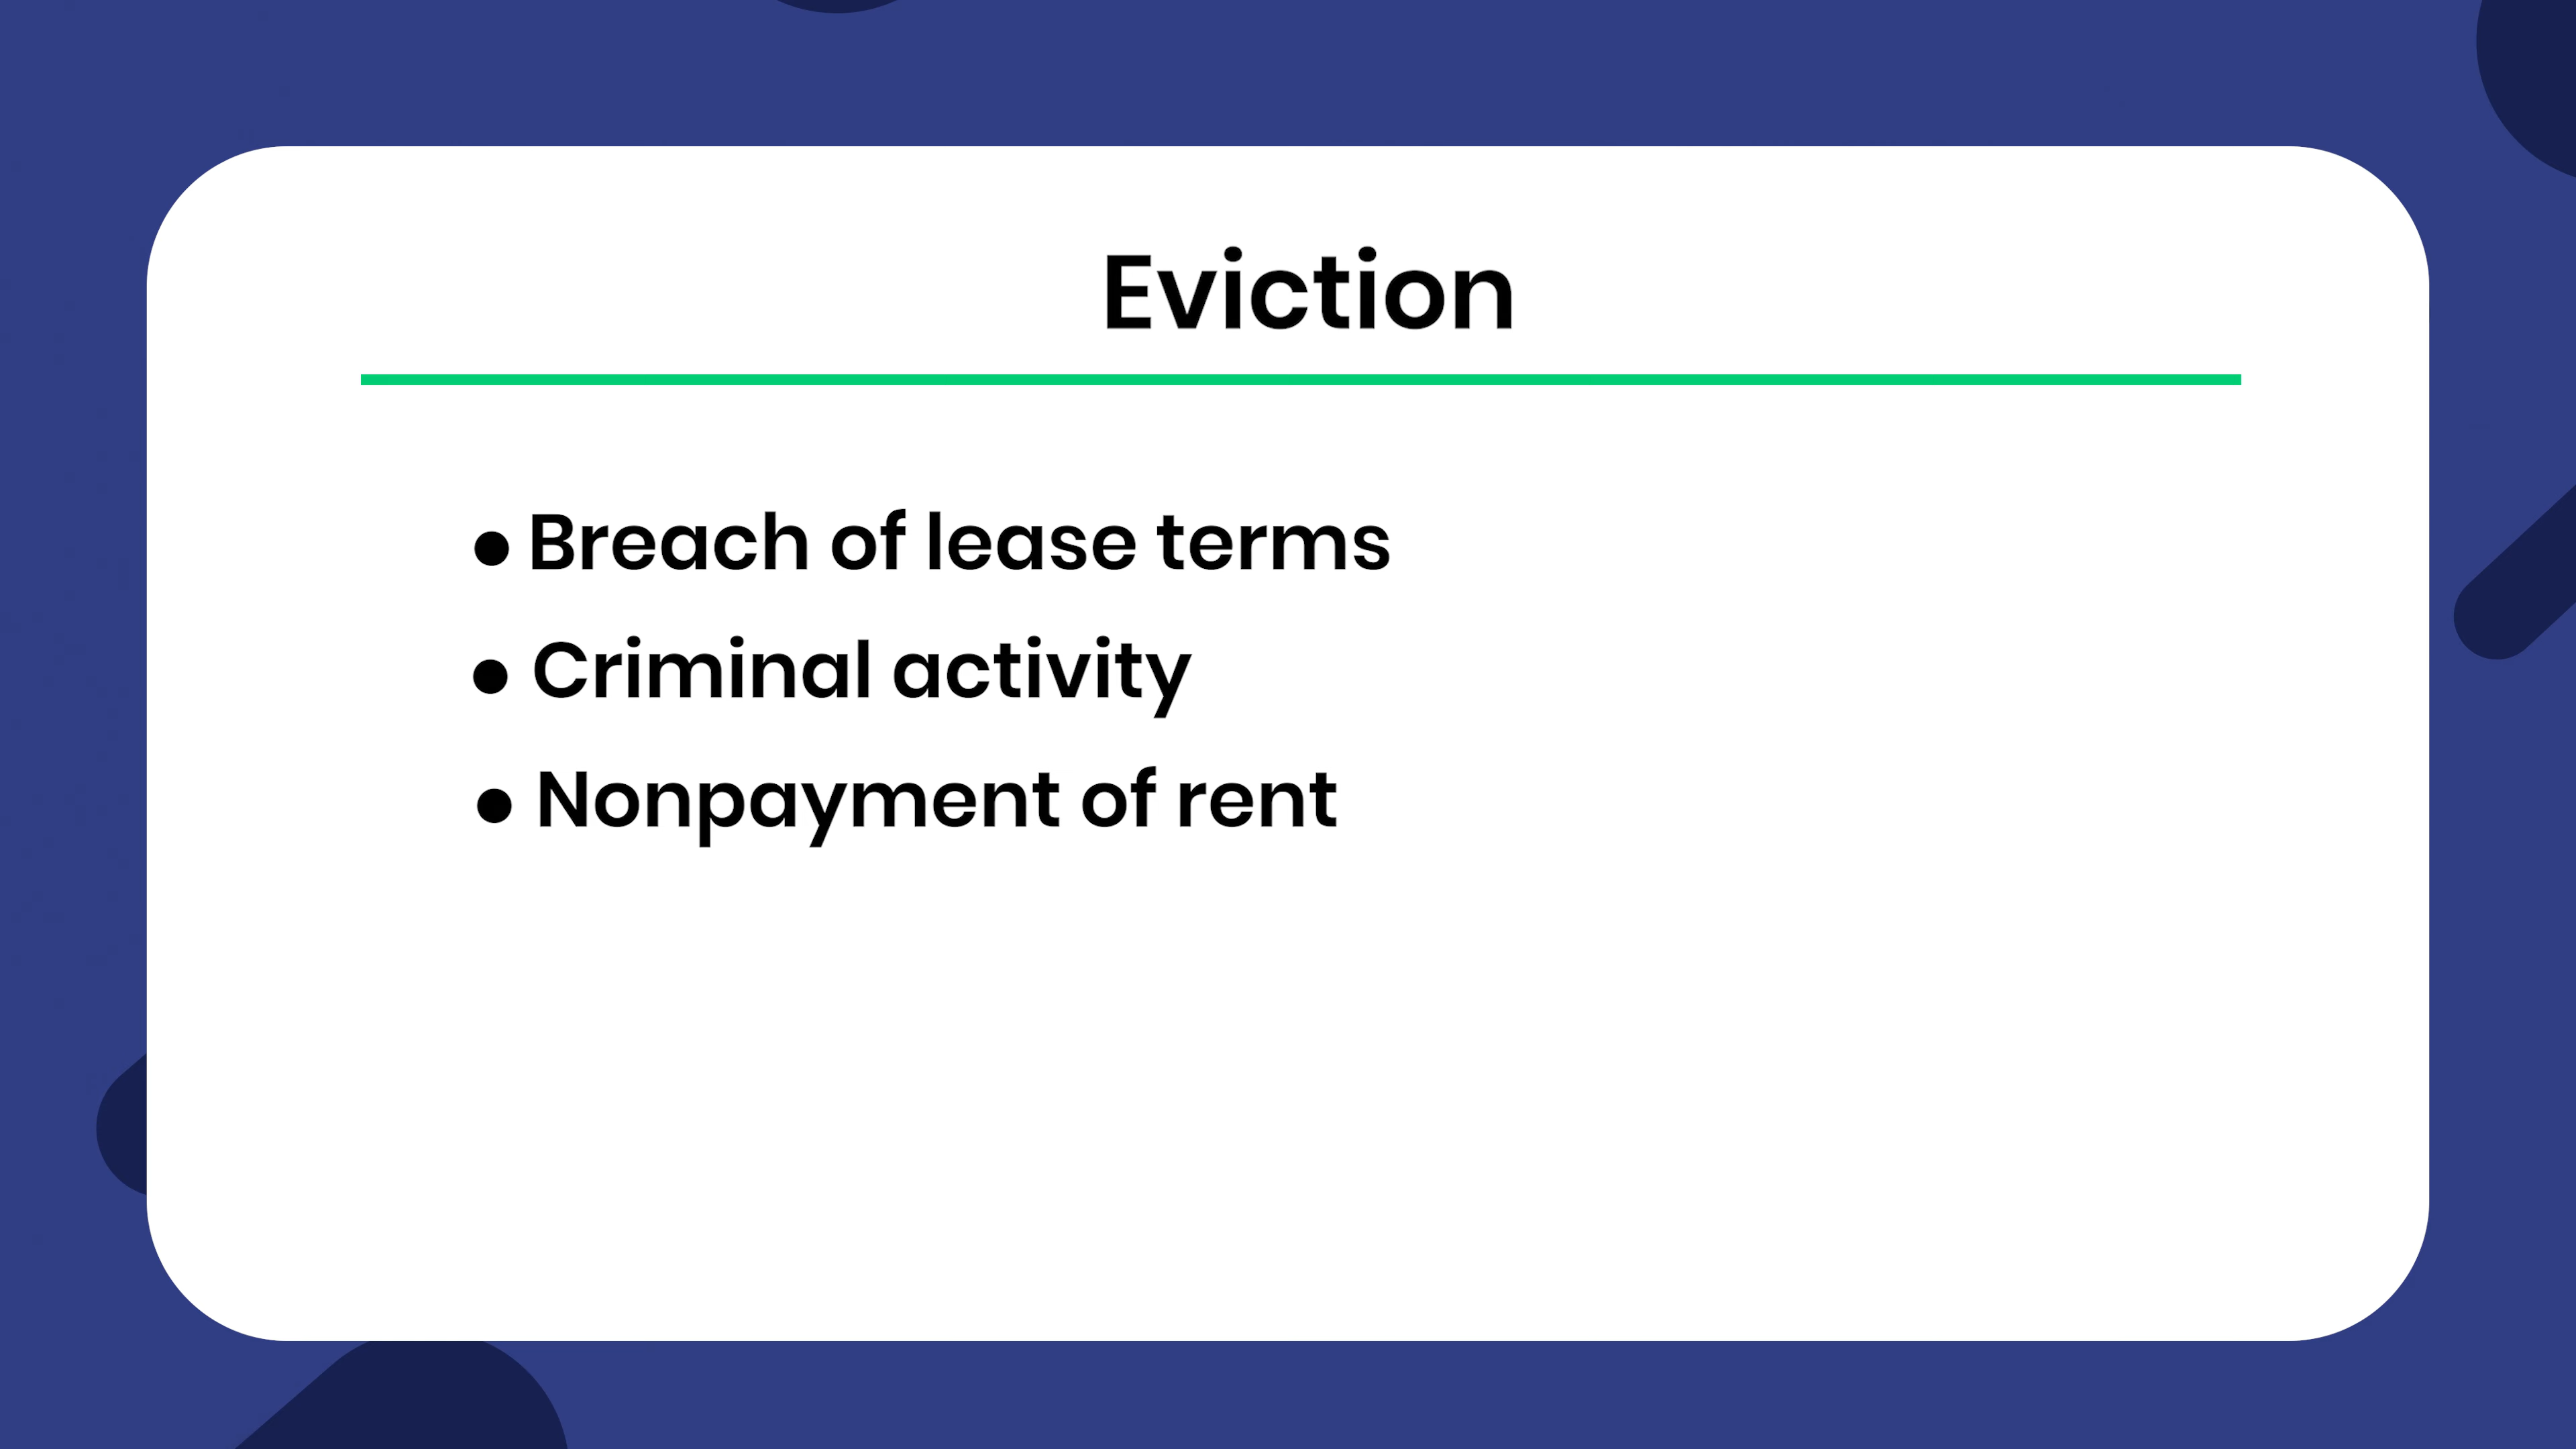 Eviction
● Breach of lease terms
● Criminal activity
● Nonpayment of rent